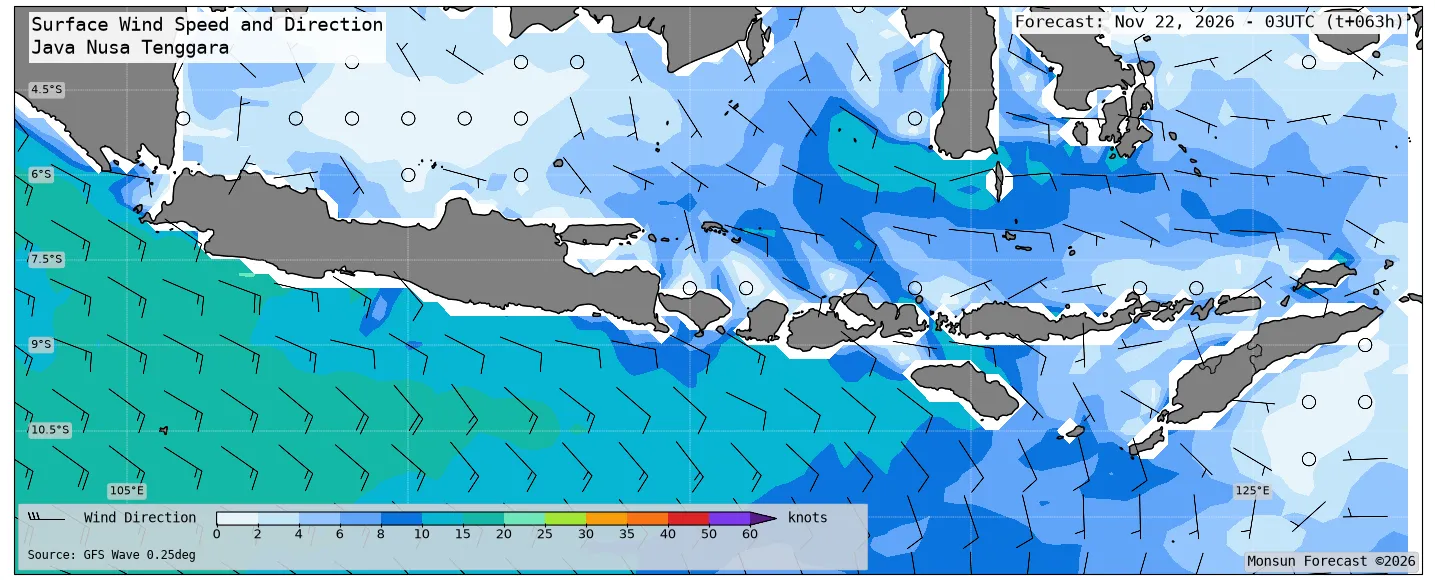 Surface Wind Speed and Direction
Java Nusa Tenggara
Forecast: Nov 22, 2026 - 03UTC (t+063h)
4.5°S
6°S
7.5°S
9°S
10.5°S
105°E
125°E
Wind Direction
0 2 4 6 8 10 15 20 25 30 35 40 50 60
knots
Source: GFS Wave 0.25deg
Monsun Forecast ©2026